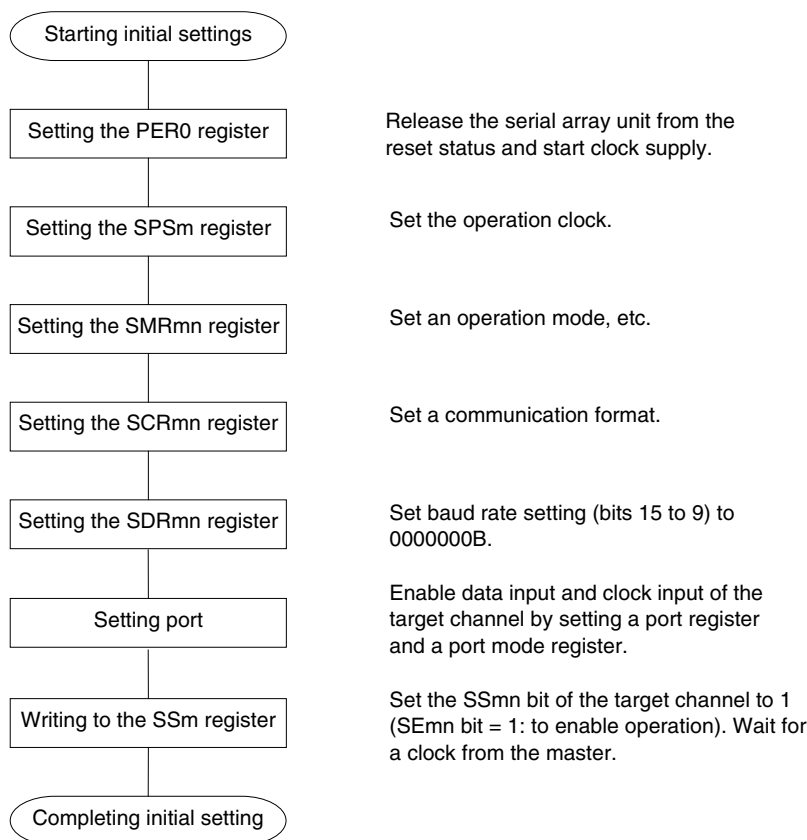 Starting initial settings
Setting the PER0 register
Release the serial array unit from the
reset status and start clock supply.
Setting the SPSm register
Set the operation clock.
Setting the SMRmn register
Set an operation mode, etc.
Setting the SCRmn register
Set a communication format.
Setting the SDRmn register
Set baud rate setting (bits 15 to 9) to
0000000B.
Setting port
Enable data input and clock input of the
target channel by setting a port register
and a port mode register.
Writing to the SSm register
Set the SSmn bit of the target channel to 1
(SEmn bit = 1: to enable operation). Wait for
a clock from the master.
Completing initial setting